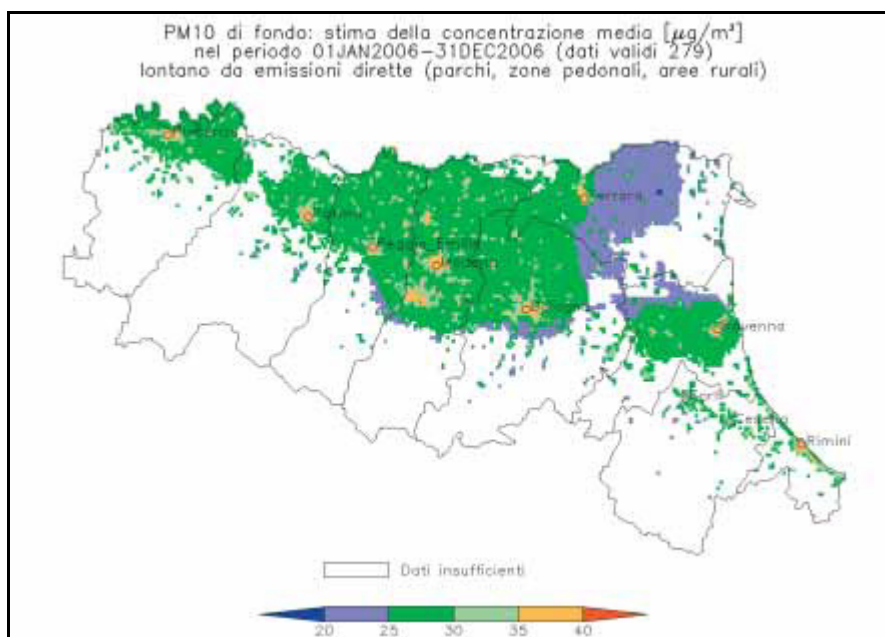 PM10 di fondo: stima della concentrazione media [μg/m³]
nel periodo 01JAN2006-31DEC2006 (dati validi 279)
lontano da emissioni dirette (parchi, zone pedonali, aree rurali)
Piacenza
Parma
Ferrara
Reggio Emilia
Modena
Ravenna
Forlì
Cesena
Rimini
Dati insufficienti
20 25 30 35 40